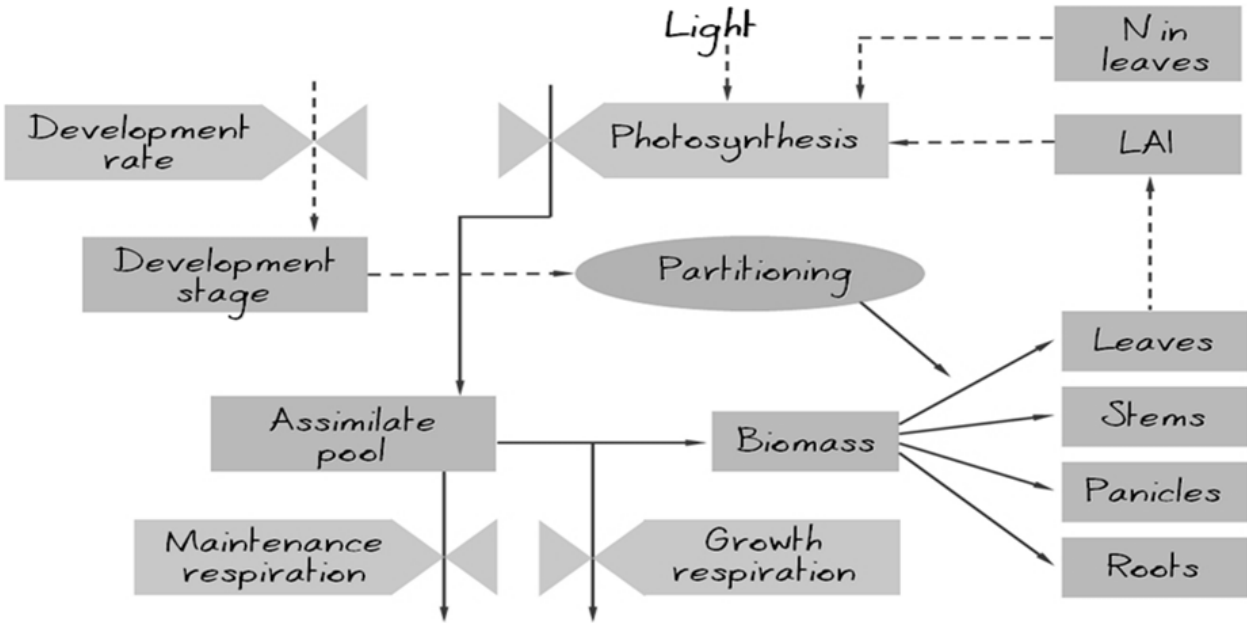 Light
N in
leaves
Development
rate
Photosynthesis
LAI
Development
stage
Partitioning
Leaves
Assimilate
pool
Biomass
Stems
Panicles
Maintenance
respiration
Growth
respiration
Roots